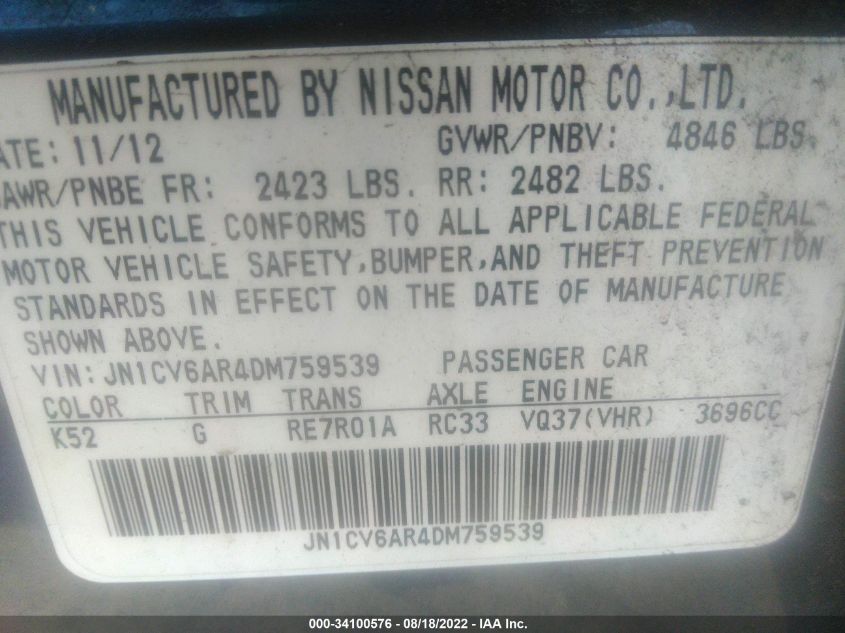 MANUFACTURED BY NISSAN MOTOR CO.,LTD.
ATE: 11/12 GVWR/PNBV: 4846 LBS.
AWR/PNBE FR: 2423 LBS. RR: 2482 LBS.
THIS VEHICLE CONFORMS TO ALL APPLICABLE FEDERAL
MOTOR VEHICLE SAFETY,BUMPER,AND THEFT PREVENTION
STANDARDS IN EFFECT ON THE DATE OF MANUFACTURE
SHOWN ABOVE.
VIN: JN1CV6AR4DM759539 PASSENGER CAR
COLOR TRIM TRANS AXLE ENGINE
K52 G RE7R01A RC33 VQ37(VHR) 3696CC
JN1CV6AR4DM759539
000-34100576 - 08/18/2022 - IAA Inc.